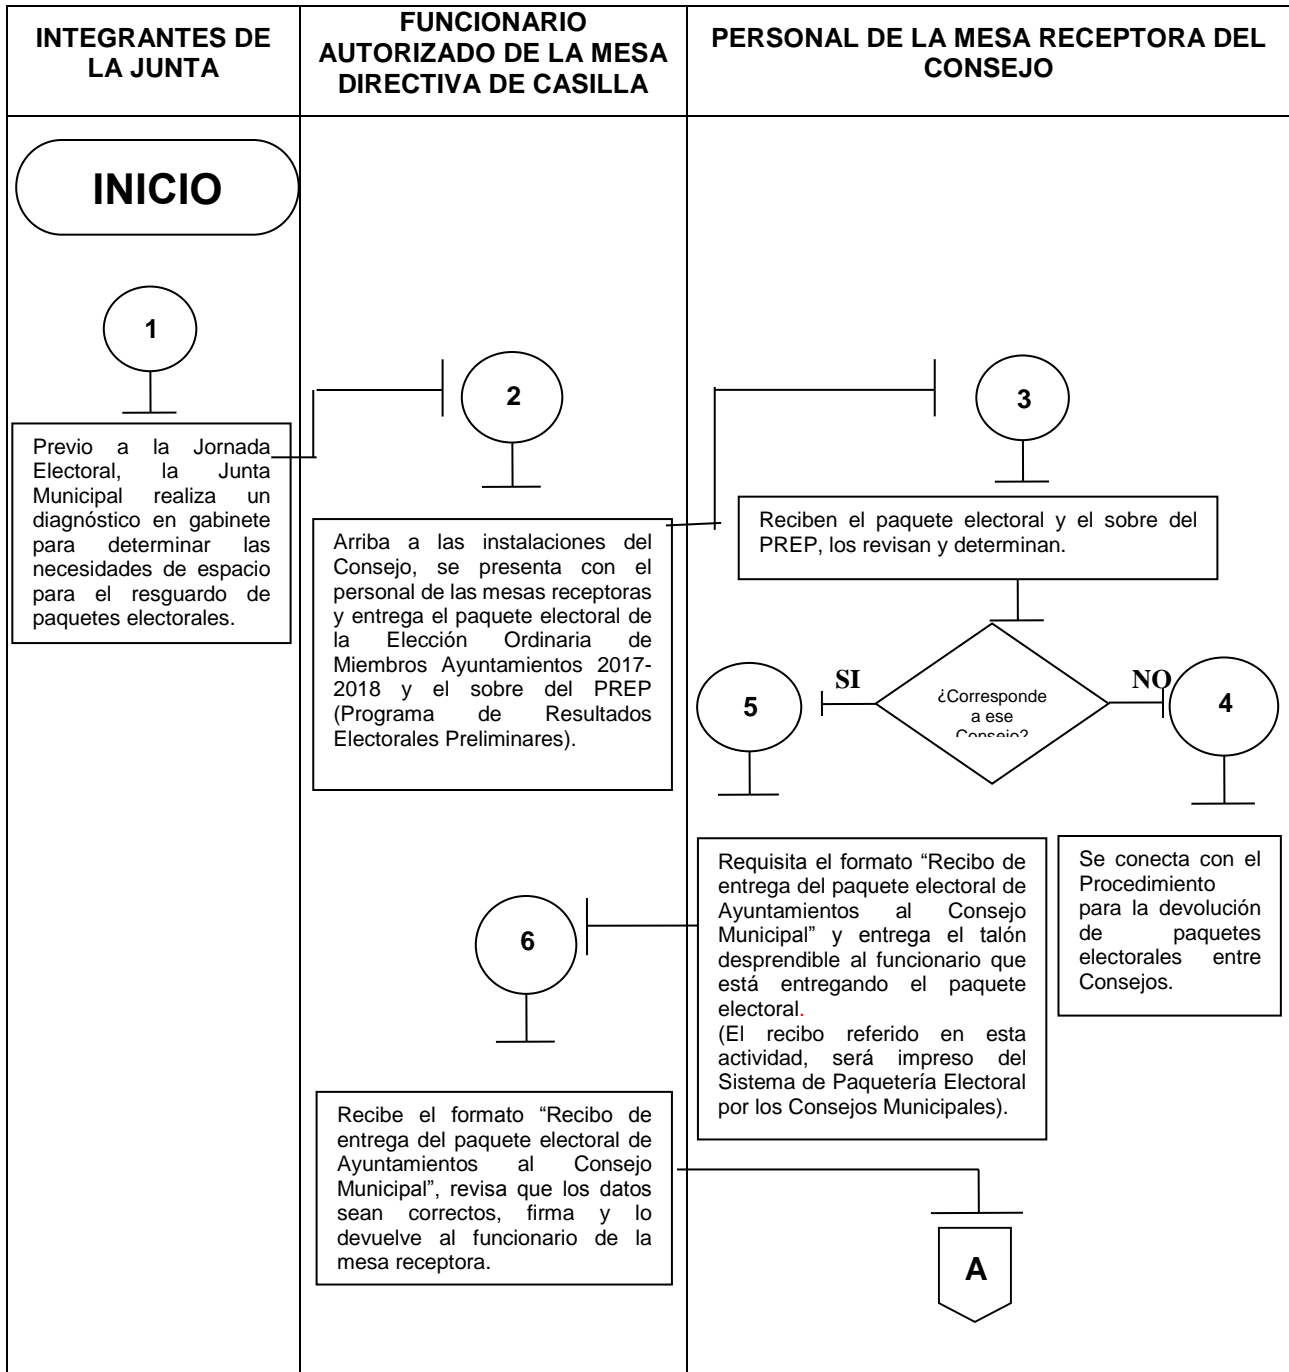 INTEGRANTES DE
LA JUNTA
FUNCIONARIO
AUTORIZADO DE LA MESA
DIRECTIVA DE CASILLA
PERSONAL DE LA MESA RECEPTORA DEL
CONSEJO
INICIO
1
Previo a la Jornada
Electoral, la Junta
Municipal realiza un
diagnóstico en gabinete
para determinar las
necesidades de espacio
para el resguardo de
paquetes electorales.
2
Arriba a las instalaciones del
Consejo, se presenta con el
personal de las mesas receptoras
y entrega el paquete electoral de
la Elección Ordinaria de
Miembros Ayuntamientos 2017-
2018 y el sobre del PREP
(Programa de Resultados
Electorales Preliminares).
3
Reciben el paquete electoral y el sobre del
PREP, los revisan y determinan.
¿Corresponde
a ese
Consejo?
SI
NO
5
4
Requisita el formato “Recibo de
entrega del paquete electoral de
Ayuntamientos al Consejo
Municipal” y entrega el talón
desprendible al funcionario que
está entregando el paquete
electoral.
(El recibo referido en esta
actividad, será impreso del
Sistema de Paquetería Electoral
por los Consejos Municipales).
Se conecta con el
Procedimiento
para la devolución
de paquetes
electorales entre
Consejos.
6
Recibe el formato “Recibo de
entrega del paquete electoral de
Ayuntamientos al Consejo
Municipal”, revisa que los datos
sean correctos, firma y lo
devuelve al funcionario de la
mesa receptora.
A